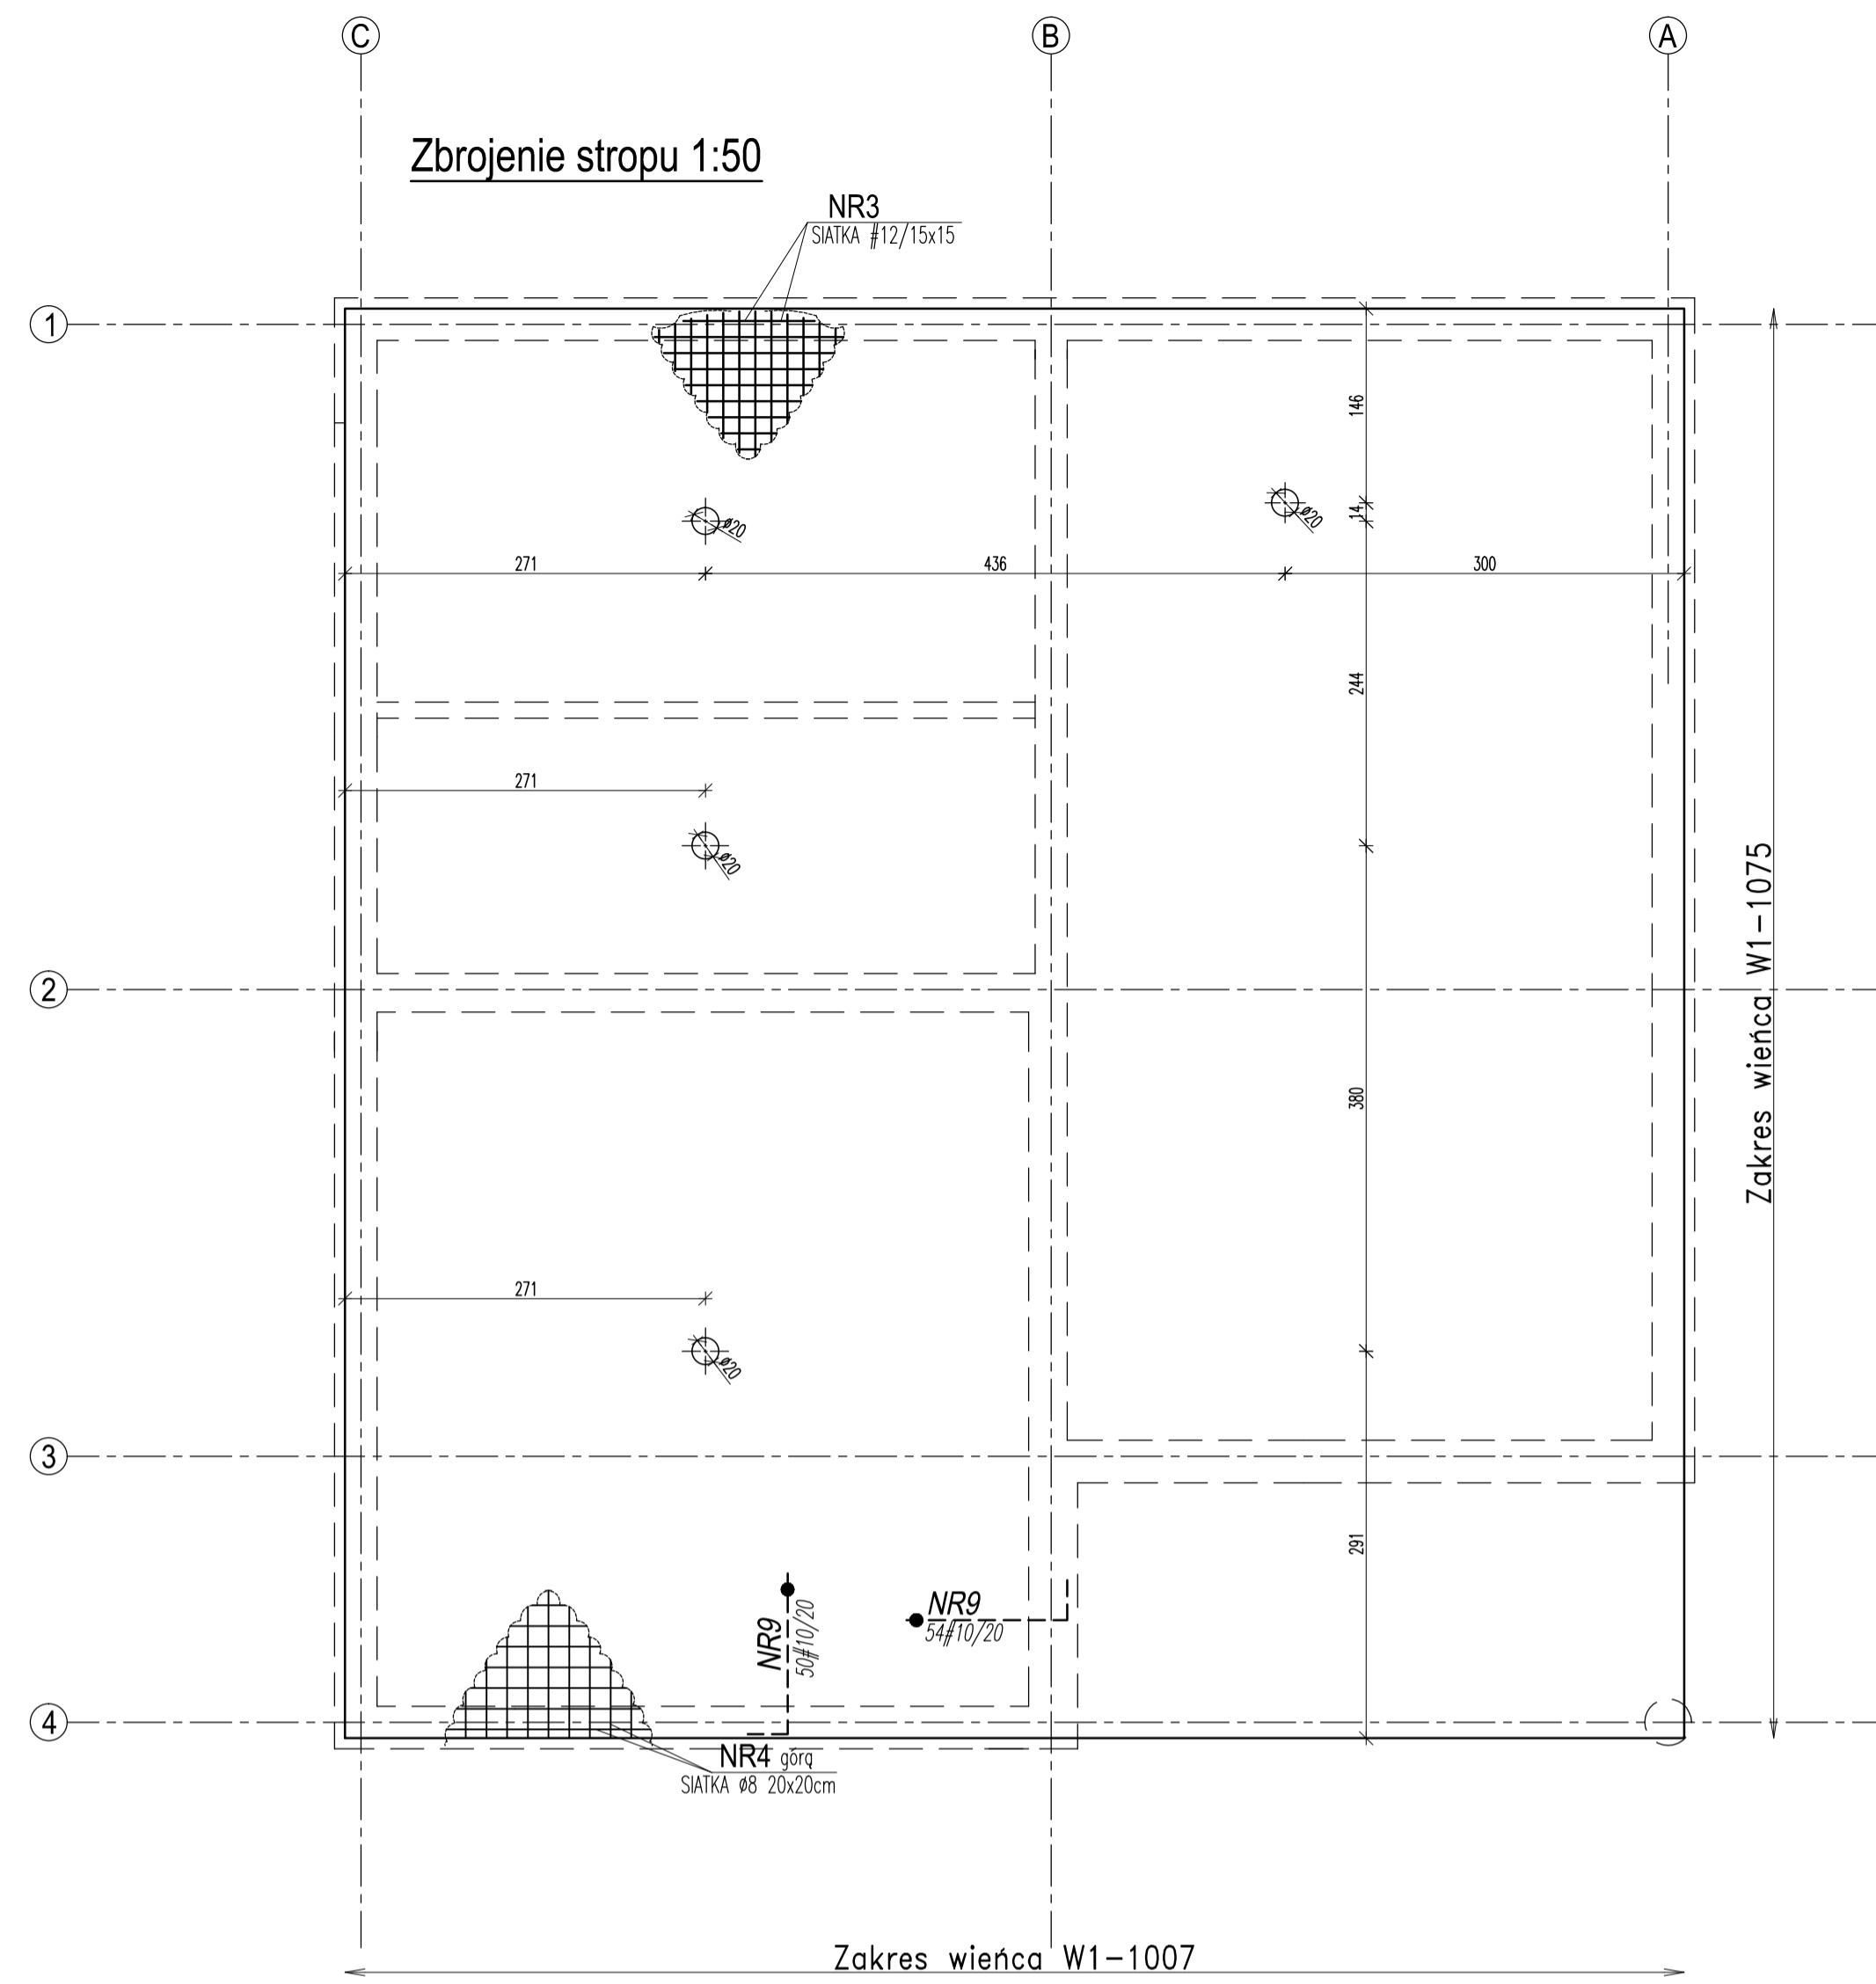 C
B
A
Zbrojenie stropu 1:50
NR3
SIATKA #12/15x15
1
146
ø20
ø20
14
271
436
300
244
271
ø20
Zakres wieńca W1-1075
2
380
271
ø20
3
291
NR9
54#10/20
NR9
50#10/20
4
NR4 górą
SIATKA ø8 20x20cm
Zakres wieńca W1-1007